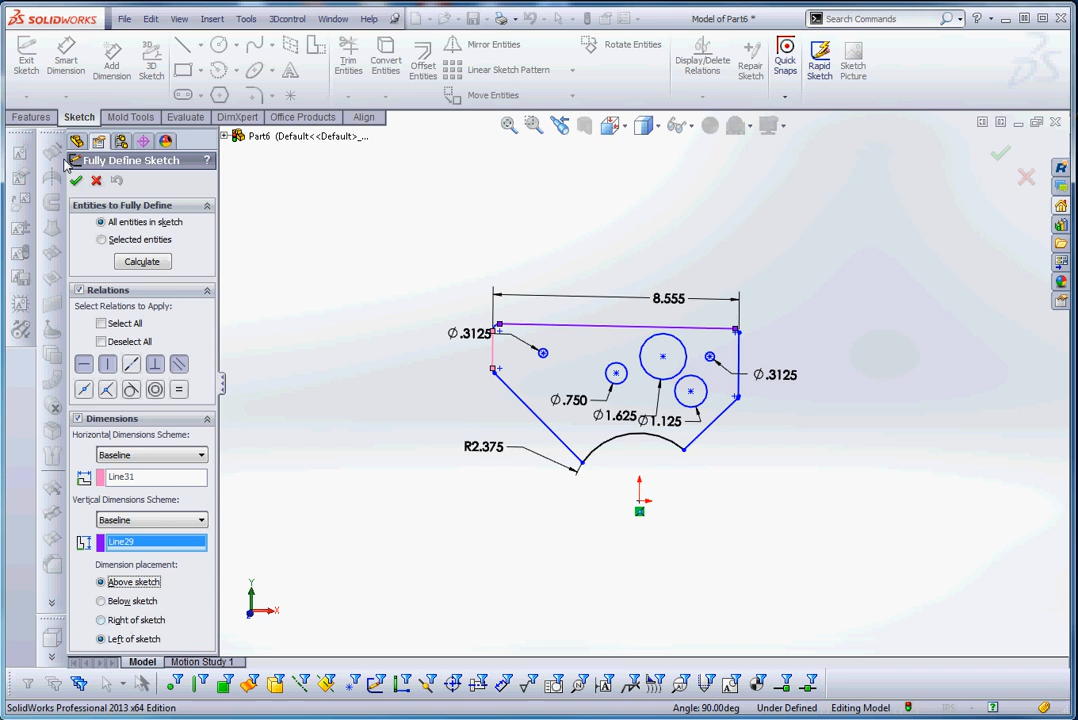 SOLIDWORKS File Edit View Insert Tools 3Dcontrol Window Help Model of Part6 * Search Commands
Exit Sketch Smart Dimension Add Dimension 3D Sketch Trim Entities Convert Entities Offset Entities Mirror Entities Rotate Entities Display/Delete Relations Repair Sketch Quick Snaps Rapid Sketch Sketch Picture
Linear Sketch Pattern
Move Entities
Features Sketch Mold Tools Evaluate DimXpert Office Products Align
Part6 (Default<<Default>_...
Fully Define Sketch ?
Entities to Fully Define
All entities in sketch
Selected entities
Calculate
Relations
Select Relations to Apply:
Select All
Deselect All
Dimensions
Horizontal Dimensions Scheme:
Baseline
Line31
Vertical Dimensions Scheme:
Baseline
Line29
Dimension placement:
Above sketch
Below sketch
Right of sketch
Left of sketch
8.555
Ø.3125
Ø.3125
Ø.750
Ø1.625
Ø1.125
R2.375
Y
X
Model Motion Study 1
SolidWorks Professional 2013 x64 Edition Angle: 90.00deg Under Defined Editing Model IPS